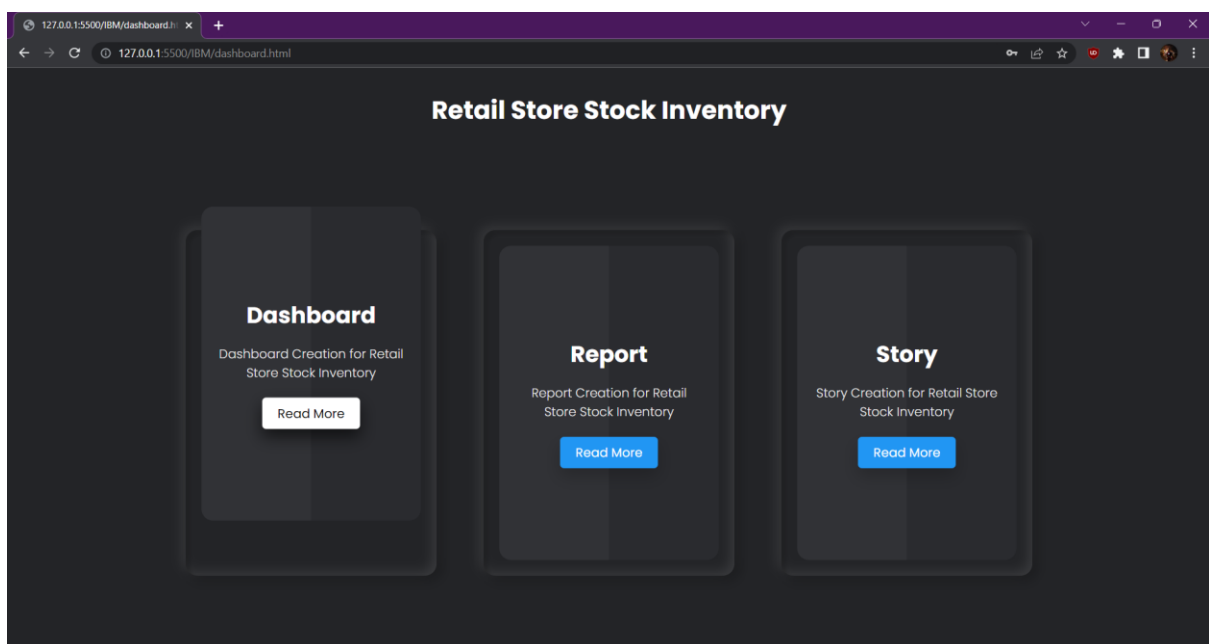 127.0.0.1:5500/IBM/dashboard.h
127.0.0.1:5500/IBM/dashboard.html
Retail Store Stock Inventory
Dashboard
Dashboard Creation for Retail
Store Stock Inventory
Read More
Report
Report Creation for Retail
Store Stock Inventory
Read More
Story
Story Creation for Retail Store
Stock Inventory
Read More